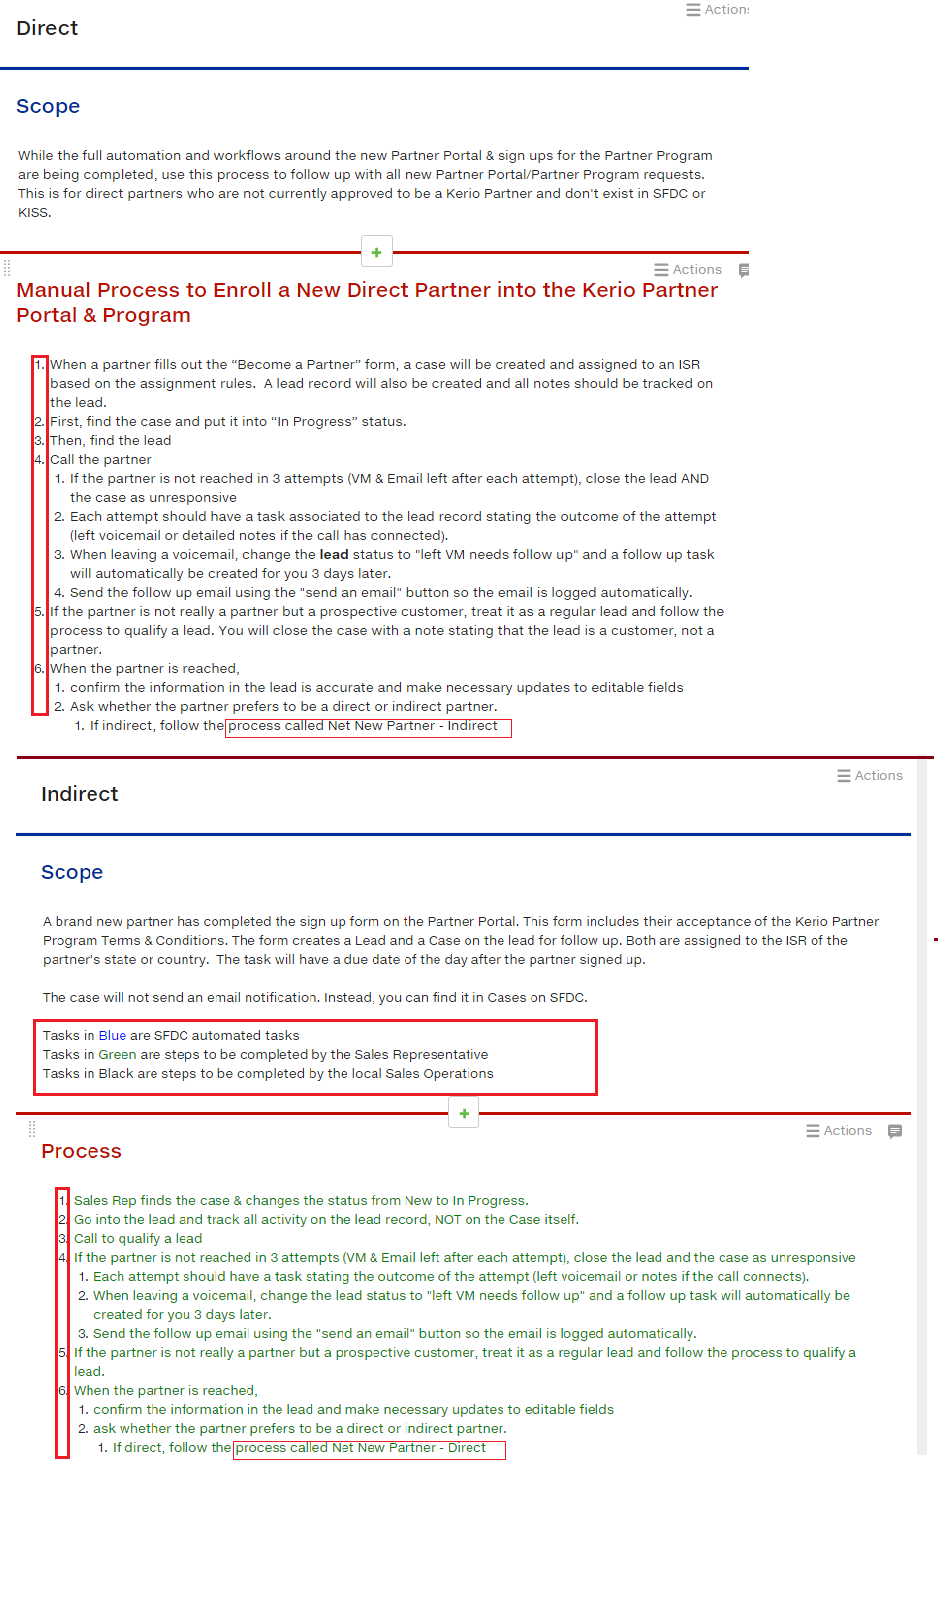 Actions
Direct
Scope
While the full automation and workflows around the new Partner Portal & sign ups for the Partner Program
are being completed, use this process to follow up with all new Partner Portal/Partner Program requests.
This is for direct partners who are not currently approved to be a Kerio Partner and don't exist in SFDC or
KISS.
Actions
Manual Process to Enroll a New Direct Partner into the Kerio Partner
Portal & Program
1. When a partner fills out the “Become a Partner” form, a case will be created and assigned to an ISR
based on the assignment rules. A lead record will also be created and all notes should be tracked on
the lead.
2. First, find the case and put it into “In Progress” status.
3. Then, find the lead
4. Call the partner
1. If the partner is not reached in 3 attempts (VM & Email left after each attempt), close the lead AND
the case as unresponsive
2. Each attempt should have a task associated to the lead record stating the outcome of the attempt
(left voicemail or detailed notes if the call has connected).
3. When leaving a voicemail, change the lead status to "left VM needs follow up" and a follow up task
will automatically be created for you 3 days later.
4. Send the follow up email using the "send an email" button so the email is logged automatically.
5. If the partner is not really a partner but a prospective customer, treat it as a regular lead and follow the
process to qualify a lead. You will close the case with a note stating that the lead is a customer, not a
partner.
6. When the partner is reached,
1. confirm the information in the lead is accurate and make necessary updates to editable fields
2. Ask whether the partner prefers to be a direct or indirect partner.
1. If indirect, follow the process called Net New Partner - Indirect
Actions
Indirect
Scope
A brand new partner has completed the sign up form on the Partner Portal. This form includes their acceptance of the Kerio Partner
Program Terms & Conditions. The form creates a Lead and a Case on the lead for follow up. Both are assigned to the ISR of the
partner's state or country. The task will have a due date of the day after the partner signed up.
The case will not send an email notification. Instead, you can find it in Cases on SFDC.
Tasks in Blue are SFDC automated tasks
Tasks in Green are steps to be completed by the Sales Representative
Tasks in Black are steps to be completed by the local Sales Operations
Actions
Process
1. Sales Rep finds the case & changes the status from New to In Progress.
2. Go into the lead and track all activity on the lead record, NOT on the Case itself.
3. Call to qualify a lead
4. If the partner is not reached in 3 attempts (VM & Email left after each attempt), close the lead and the case as unresponsive
1. Each attempt should have a task stating the outcome of the attempt (left voicemail or notes if the call connects).
2. When leaving a voicemail, change the lead status to "left VM needs follow up" and a follow up task will automatically be
created for you 3 days later.
3. Send the follow up email using the "send an email" button so the email is logged automatically.
5. If the partner is not really a partner but a prospective customer, treat it as a regular lead and follow the process to qualify a
lead.
6. When the partner is reached,
1. confirm the information in the lead and make necessary updates to editable fields
2. ask whether the partner prefers to be a direct or indirect partner.
1. If direct, follow the process called Net New Partner - Direct